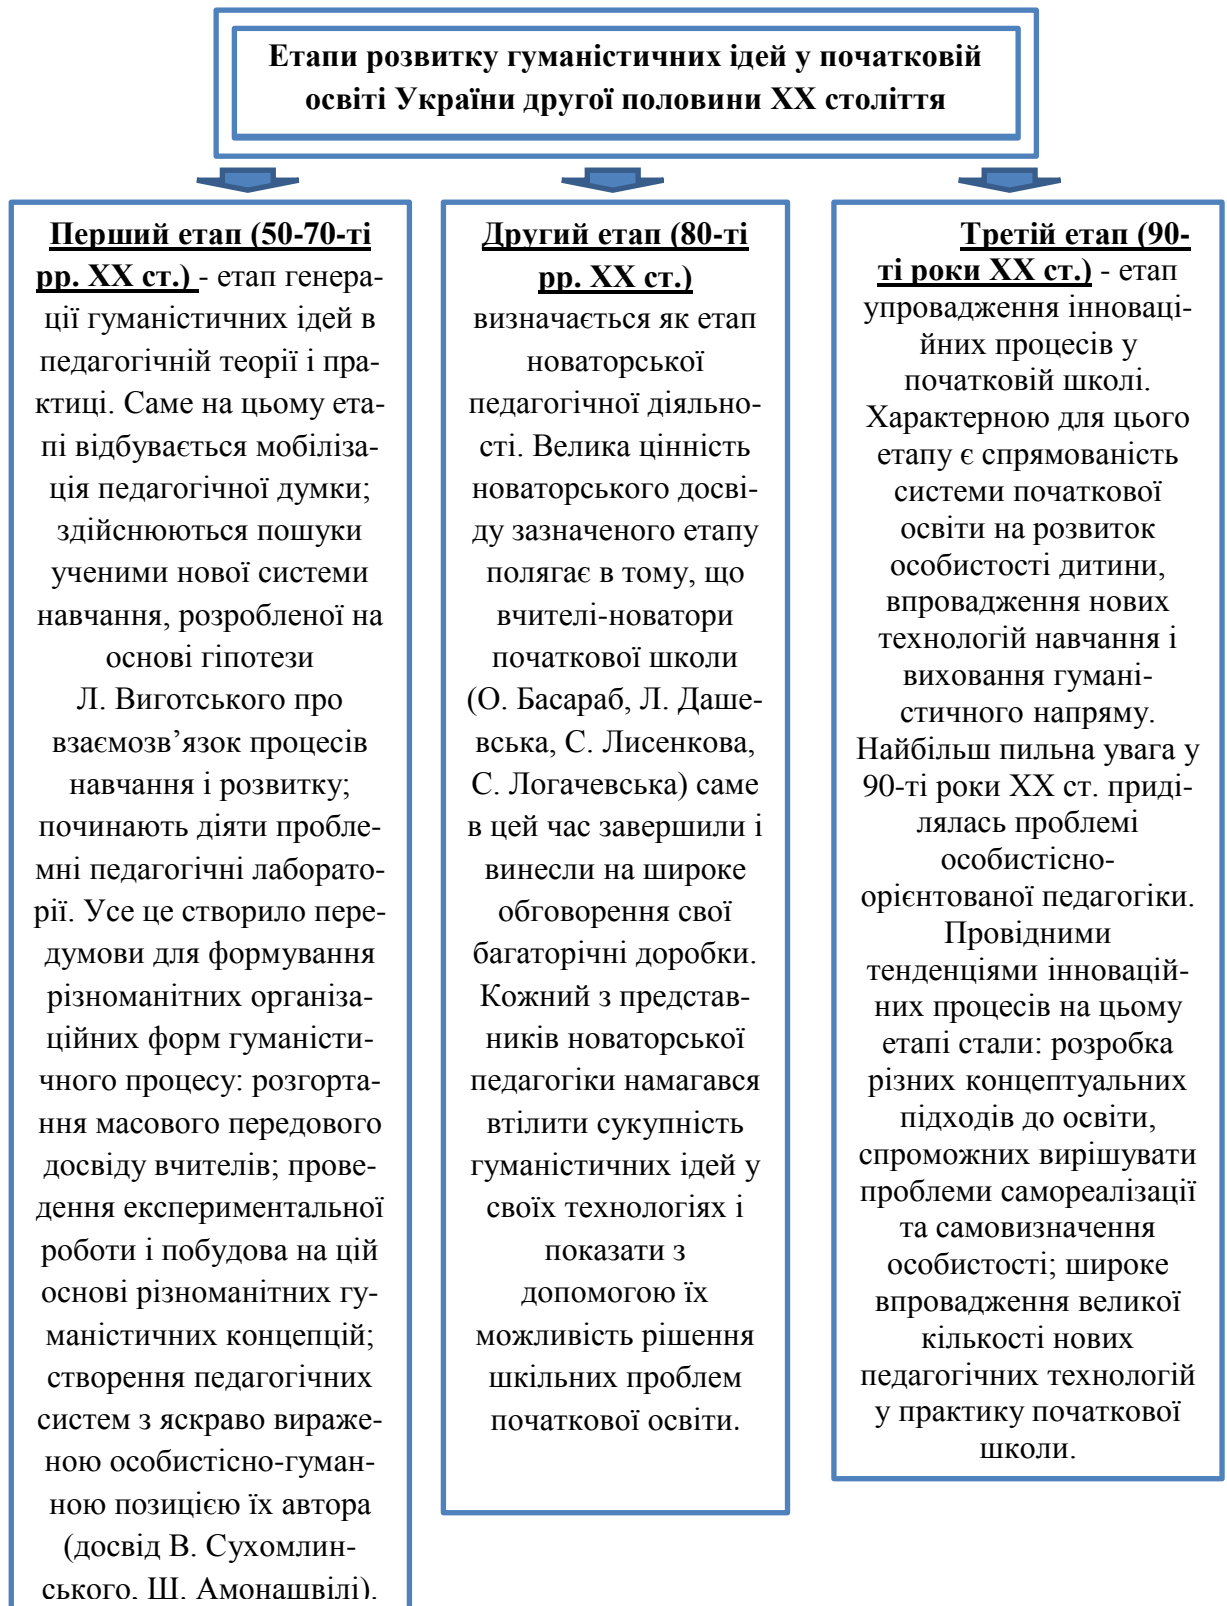 Етапи розвитку гуманістичних ідей у початковій
освіті України другої половини ХХ століття
Перший етап (50-70-ті
рр. ХХ ст.) - етап генера-
ції гуманістичних ідей в
педагогічній теорії і пра-
ктиці. Саме на цьому ета-
пі відбувається мобіліза-
ція педагогічної думки;
здійснюються пошуки
ученими нової системи
навчання, розробленої на
основі гіпотези
Л. Виготського про
взаємозв’язок процесів
навчання і розвитку;
починають діяти пробле-
мні педагогічні лаборато-
рії. Усе це створило пере-
думови для формування
різноманітних організа-
ційних форм гуманісти-
чного процесу: розгорта-
ння масового передового
досвіду вчителів; прове-
дення експериментальної
роботи і побудова на цій
основі різноманітних гу-
маністичних концепцій;
створення педагогічних
систем з яскраво вираже-
ною особистісно-гуман-
ною позицією їх автора
(досвід В. Сухомлин-
ського, Ш. Амонашвілі).
Другий етап (80-ті
рр. ХХ ст.)
визначається як етап
новаторської
педагогічної діяльно-
сті. Велика цінність
новаторського досві-
ду зазначеного етапу
полягає в тому, що
вчителі-новатори
початкової школи
(О. Басараб, Л. Даше-
вська, С. Лисенкова,
С. Логачевська) саме
в цей час завершили і
винесли на широке
обговорення свої
багаторічні доробки.
Кожний з представ-
ників новаторської
педагогіки намагався
втілити сукупність
гуманістичних ідей у
своїх технологіях і
показати з
допомогою їх
можливість рішення
шкільних проблем
початкової освіти.
Третій етап (90-
ті роки ХХ ст.) - етап
упровадження інноваці-
йних процесів у
початковій школі.
Характерною для цього
етапу є спрямованість
системи початкової
освіти на розвиток
особистості дитини,
впровадження нових
технологій навчання і
виховання гумані-
стичного напряму.
Найбільш пильна увага у
90-ті роки ХХ ст. приді-
лялась проблемі
особистісно-
орієнтованої педагогіки.
Провідними
тенденціями інновацій-
них процесів на цьому
етапі стали: розробка
різних концептуальних
підходів до освіти,
спроможних вирішувати
проблеми самореалізації
та самовизначення
особистості; широке
впровадження великої
кількості нових
педагогічних технологій
у практику початкової
школи.